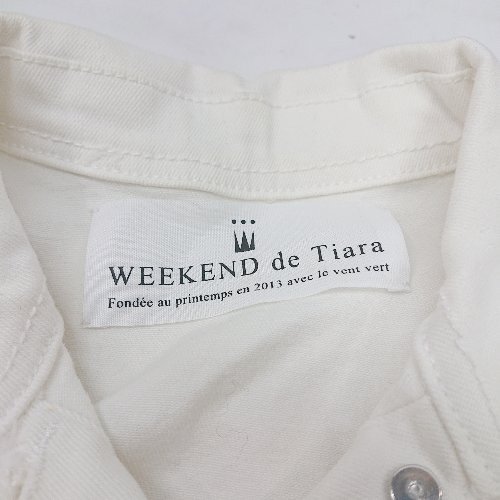 WEEKEND de Tiara
Fondée au printemps en 2013 avec le vent vert